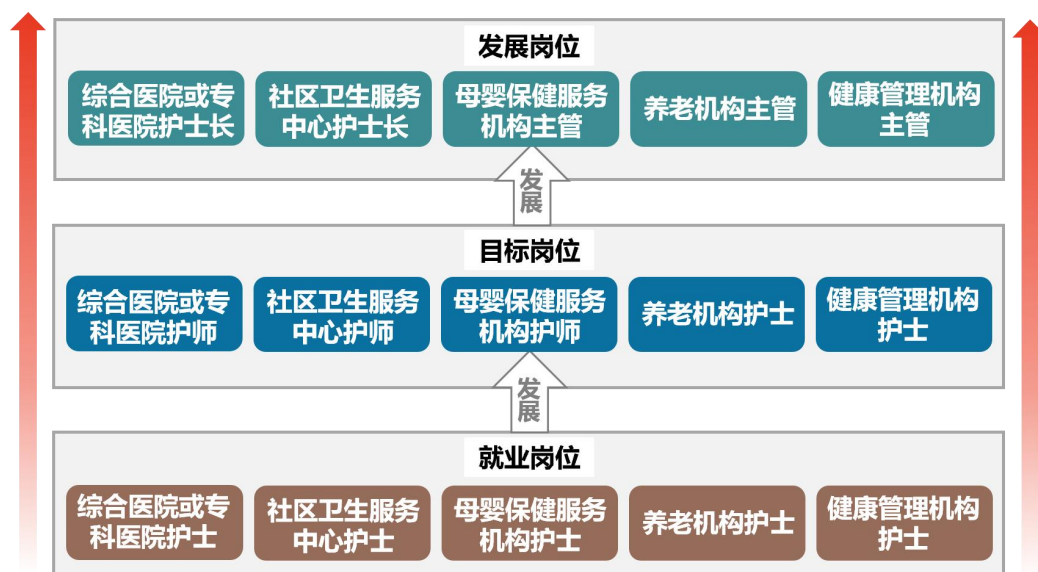 发展岗位
综合医院或专
科医院护士长
社区卫生服务
中心护士长
母婴保健服务
机构主管
养老机构主管
健康管理机构
主管
发
展
目标岗位
综合医院或专
科医院护师
社区卫生服务
中心护师
母婴保健服务
机构护师
养老机构护士
健康管理机构
护士
发
展
就业岗位
综合医院或专
科医院护士
社区卫生服务
中心护士
母婴保健服务
机构护士
养老机构护士
健康管理机构
护士